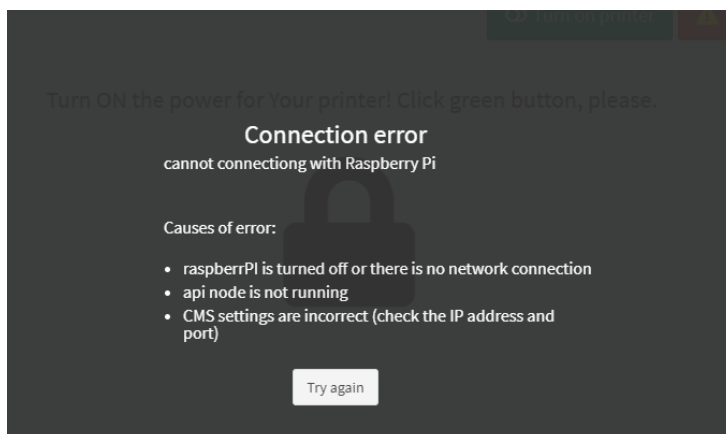 Turn on printer
Turn ON the power for Your printer! Click green button, please.
Connection error
cannot connectiong with Raspberry Pi
Causes of error:
• raspberrPI is turned off or there is no network connection
• api node is not running
• CMS settings are incorrect (check the IP address and
port)
Try again